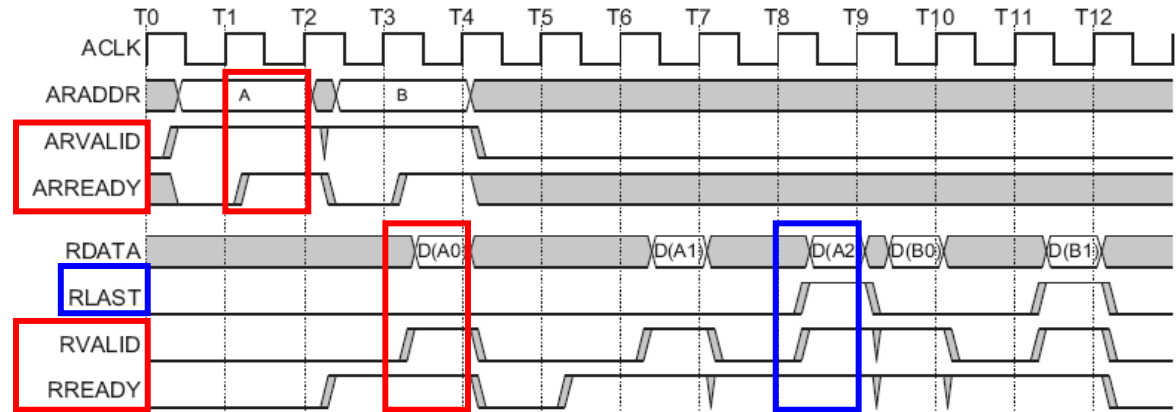 T0 T1 T2 T3 T4 T5 T6 T7 T8 T9 T10 T11 T12
ACLK
ARADDR A B
ARVALID
ARREADY
RDATA D(A0) D(A1) D(A2 D(B0) D(B1)
RLAST
RVALID
RREADY